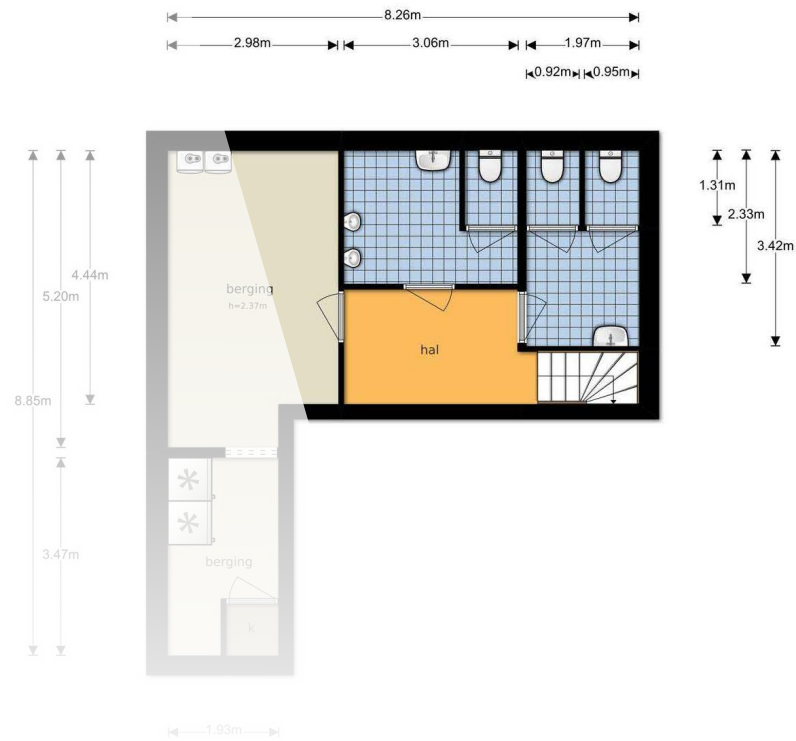 8.26m
2.98m
3.06m
1.97m
0.92m
0.95m
1.31m
2.33m
3.42m
4.44m
5.20m
8.85m
berging
h=2.37m
hal
3.47m
berging
k
1.93m